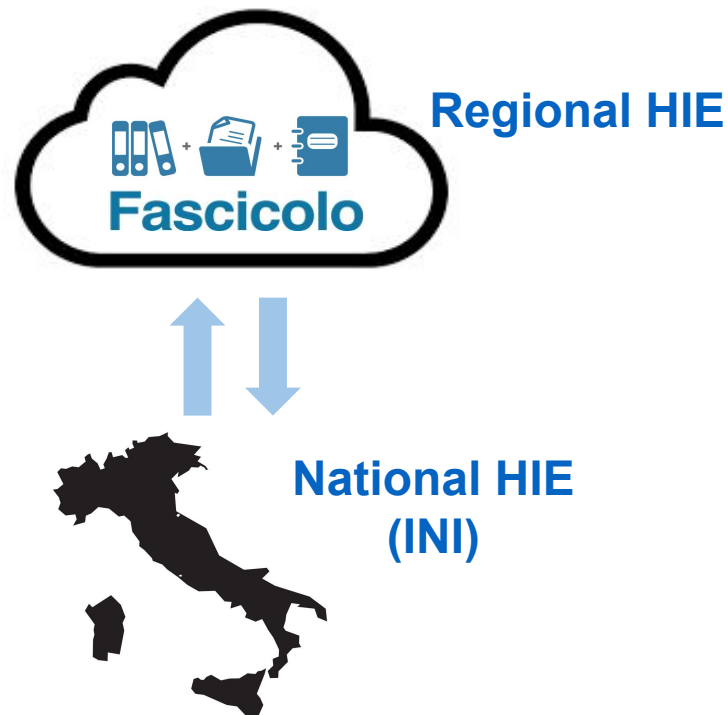 Regional HIE
+ +
Fascicolo
National HIE
(INI)